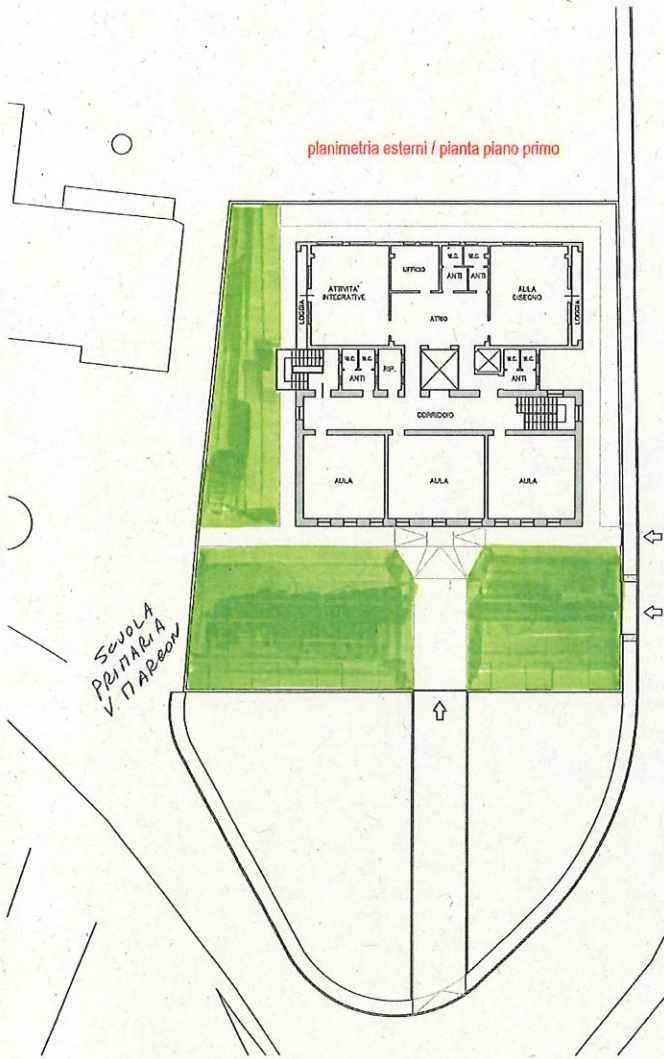 planimetria esterni / pianta piano primo
LOGGIA
ATTIVITA'
INTEGRATIVE
UFFICIO
W.C.
W.C.
ANTI
ANTI
AULA
DISEGNO
LOGGIA
ATRIO
W.C.
W.C.
ANTI
RIP.
W.C.
W.C.
ANTI
CORRIDOIO
AULA
AULA
AULA
SCUOLA
PRIMARIA
V. MARBON